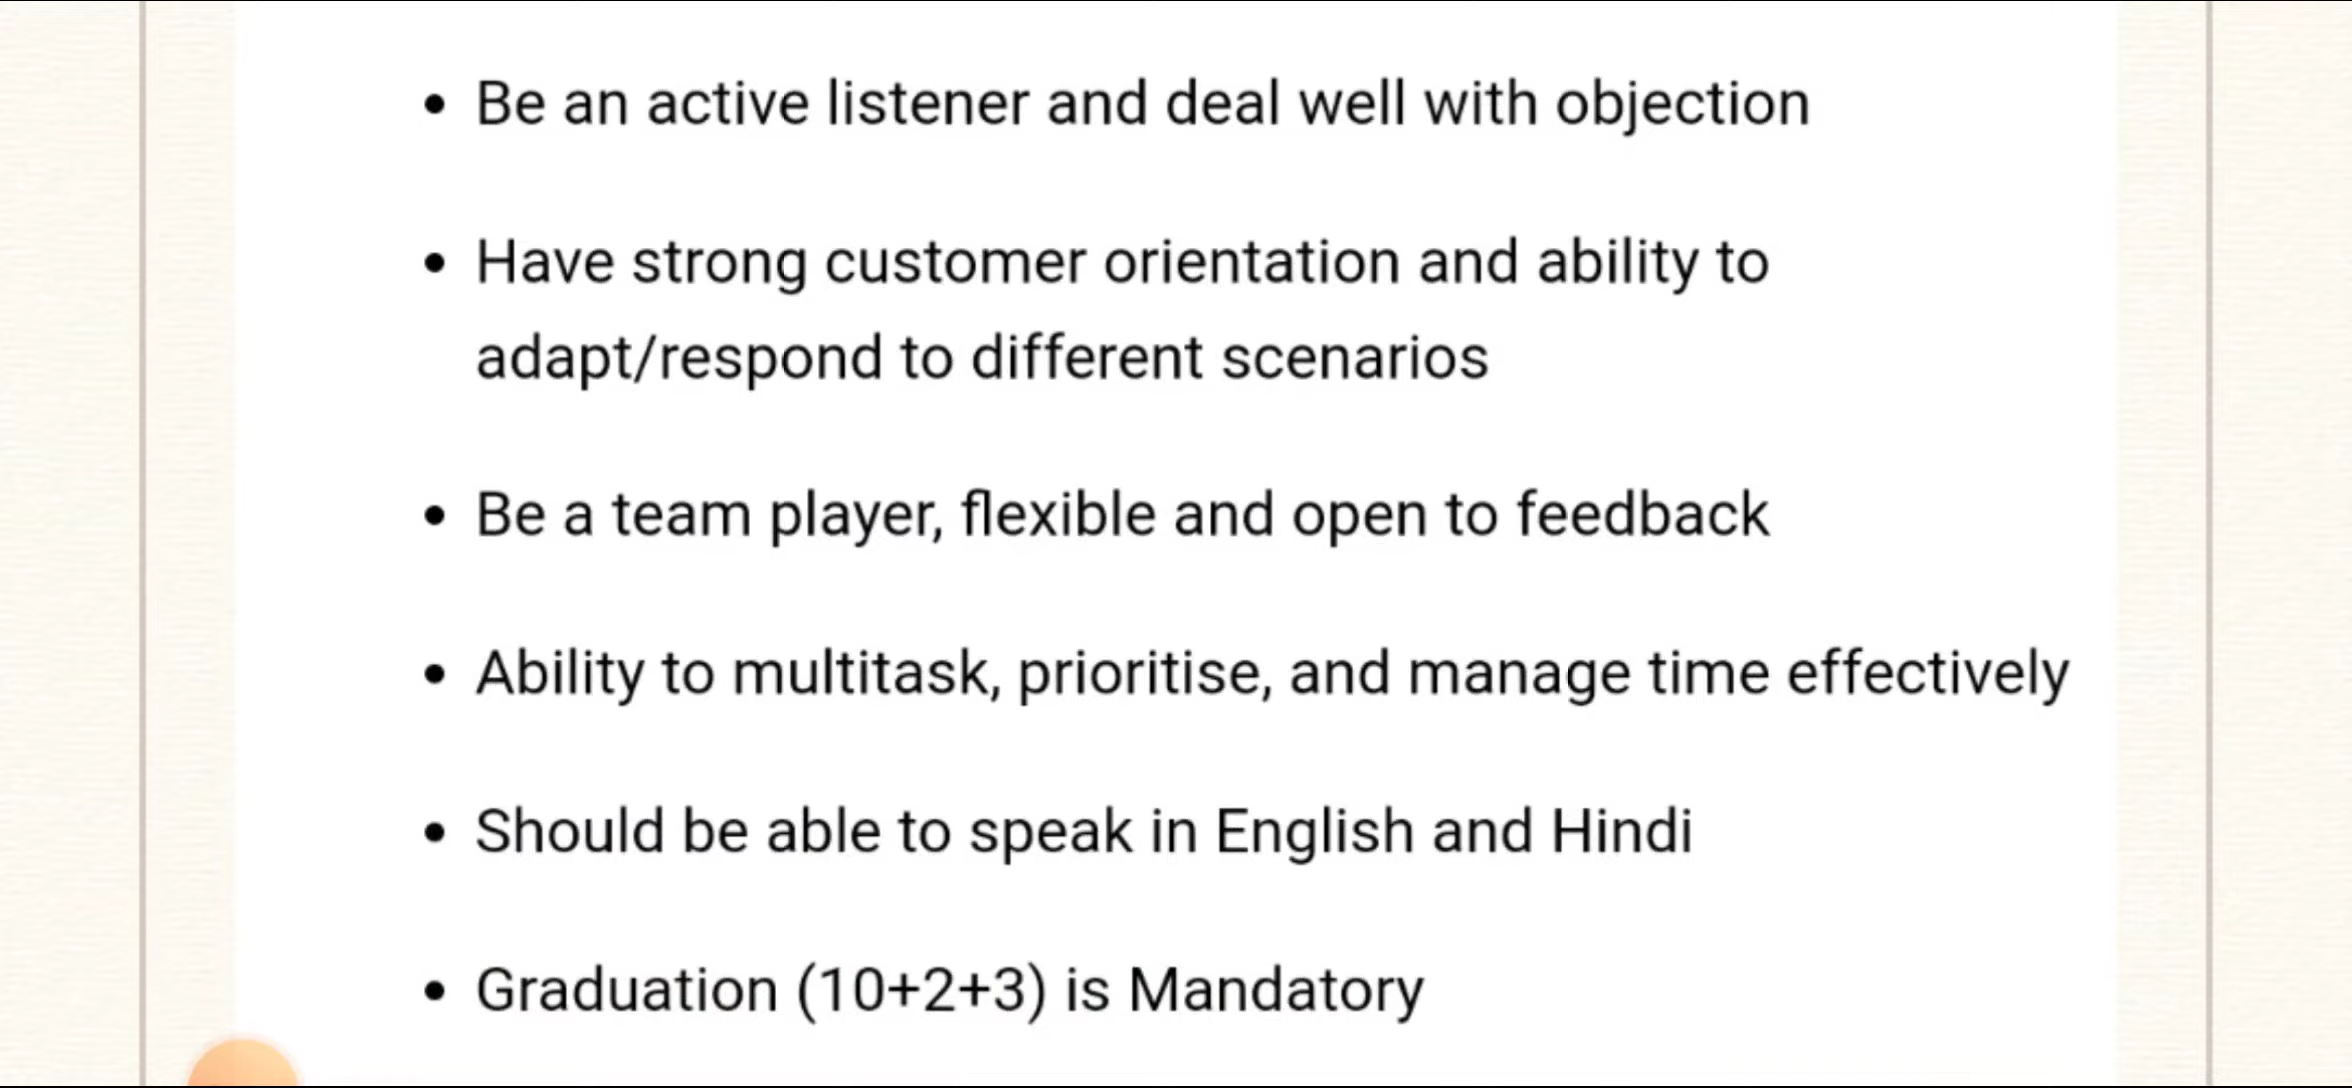 • Be an active listener and deal well with objection
• Have strong customer orientation and ability to
adapt/respond to different scenarios
• Be a team player, flexible and open to feedback
• Ability to multitask, prioritise, and manage time effectively
• Should be able to speak in English and Hindi
• Graduation (10+2+3) is Mandatory